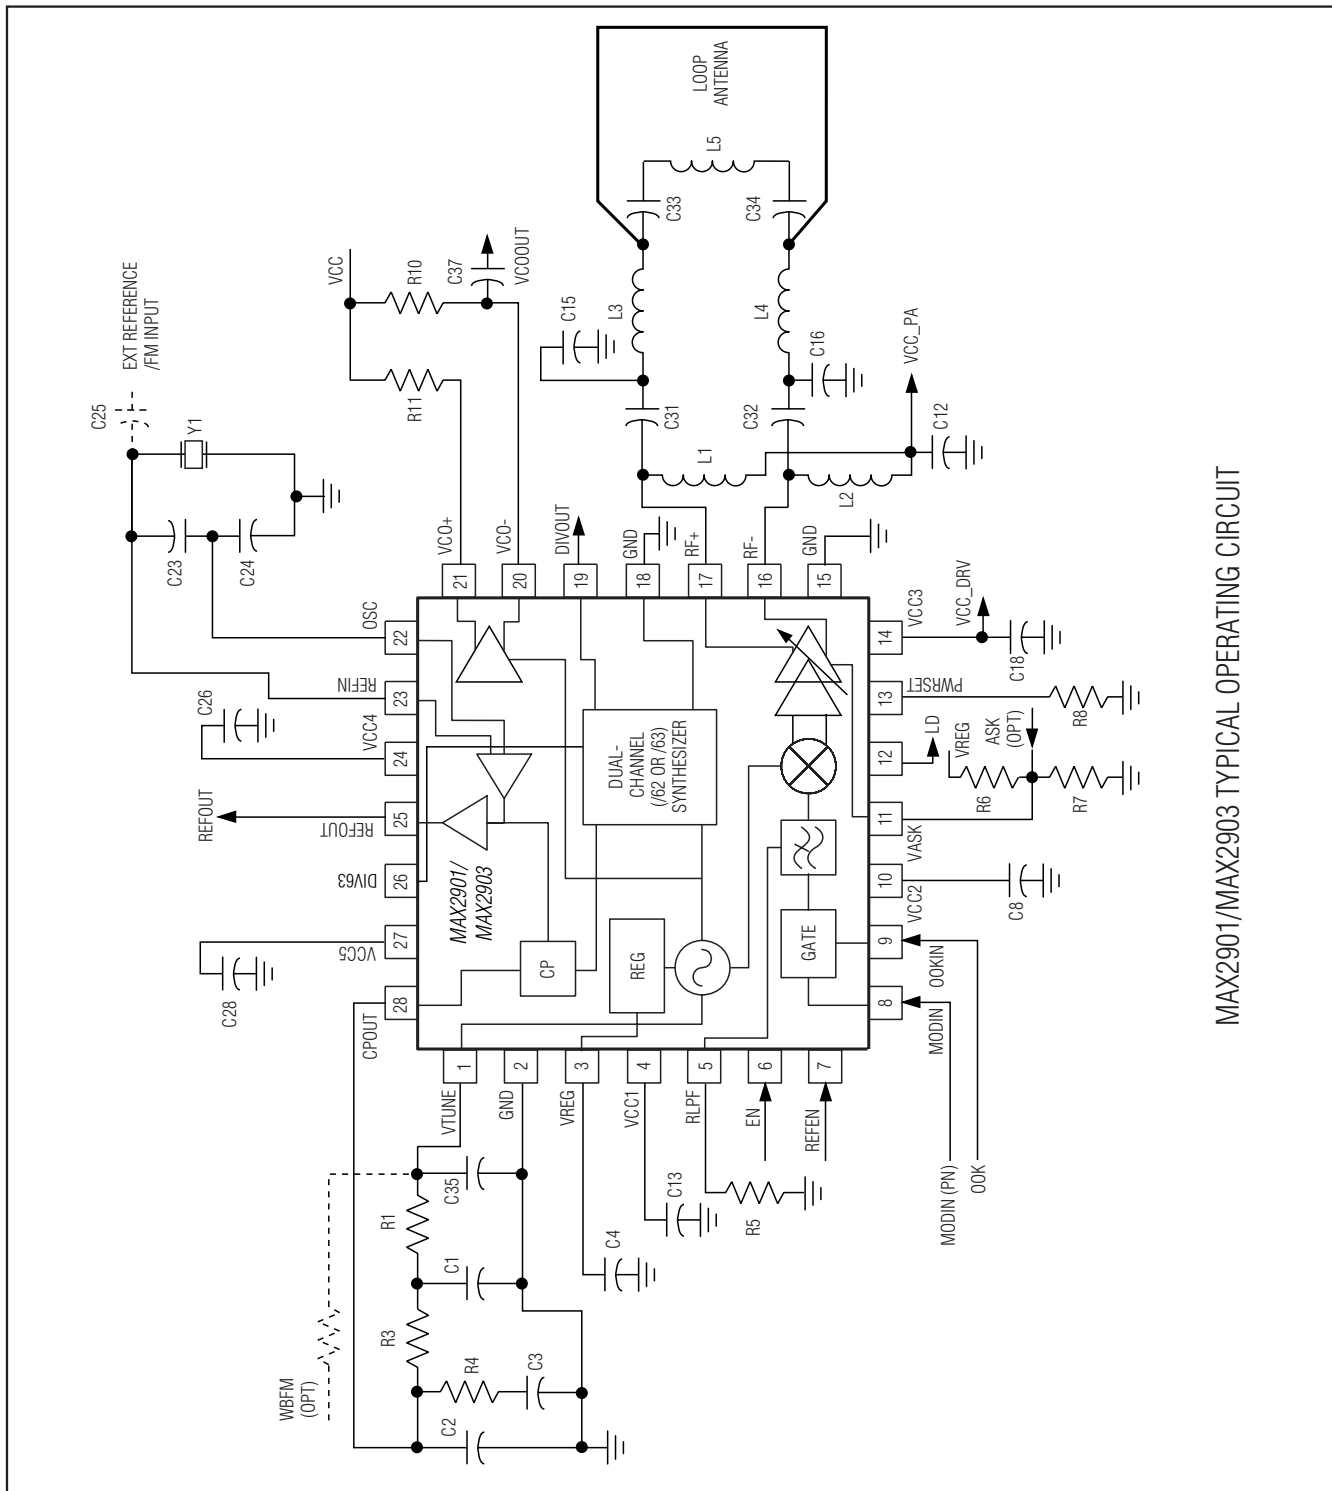 LOOP
ANTENNA
L5
C33
C34
L3
L4
C15
C16
C31
C32
L1
L2
VCC_PA
C12
EXT REFERENCE
/FM INPUT
C25
Y1
C23
C24
VCC
R10
R11
C37
VCOOUT
VCO+
VCO-
DIVOUT
GND
RF+
RF-
GND
21
20
19
18
17
16
15
OSC
22
REFIN
23
VCC4
24
REFOUT
25
DIV63
26
VCC5
27
CPOUT
28
C26
REFOUT
C28
14
VCC3
VCC_DRV
C18
13
PWRSET
R8
12
LD
VREG
ASK
(OPT)
R6
R7
11
VASK
10
VCC2
C8
9
OOKIN
8
MODIN
DUAL-
CHANNEL
(/62 OR /63)
SYNTHESIZER
MAX2901/
MAX2903
CP
REG
GATE
1
2
3
4
5
6
7
VTUNE
GND
VREG
VCC1
RLPF
EN
REFEN
MODIN (PN)
OOK
C35
R1
C1
R3
R4
C3
C2
C4
C13
R5
WBFM
(OPT)
MAX2901/MAX2903 TYPICAL OPERATING CIRCUIT